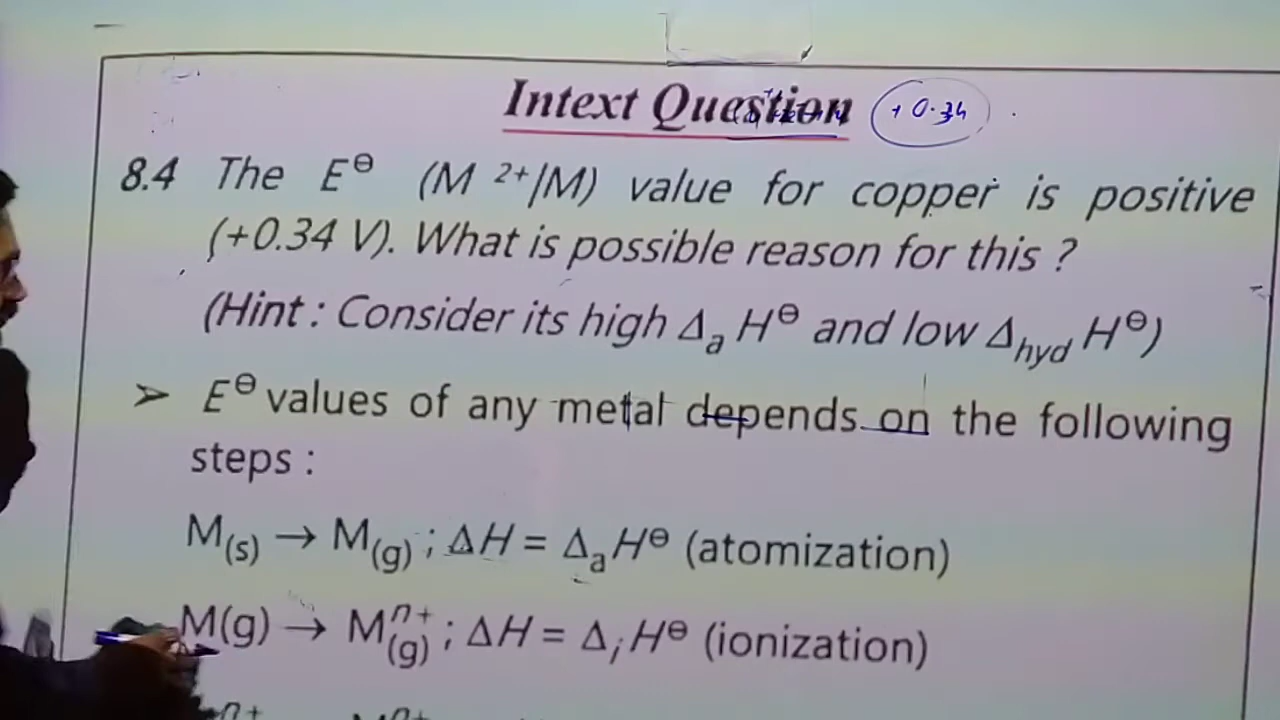 Intext Question +0.34
8.4 The E⊖ (M 2+/M) value for copper is positive
(+0.34 V). What is possible reason for this ?
(Hint : Consider its high Δa H⊖ and low Δhyd H⊖)
➢ E⊖ values of any metal depends on the following
steps :
M(s) → M(g) ; ΔH = ΔaH⊖ (atomization)
M(g) → Mn+(g) ; ΔH = ΔiH⊖ (ionization)